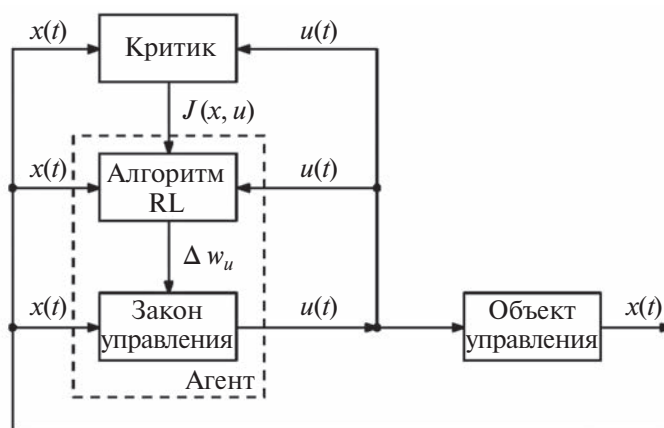 x(t)
Критик
u(t)
J(x, u)
x(t)
Алгоритм
RL
u(t)
Δ w_u
x(t)
Закон
управления
u(t)
Объект
управления
x(t)
Агент